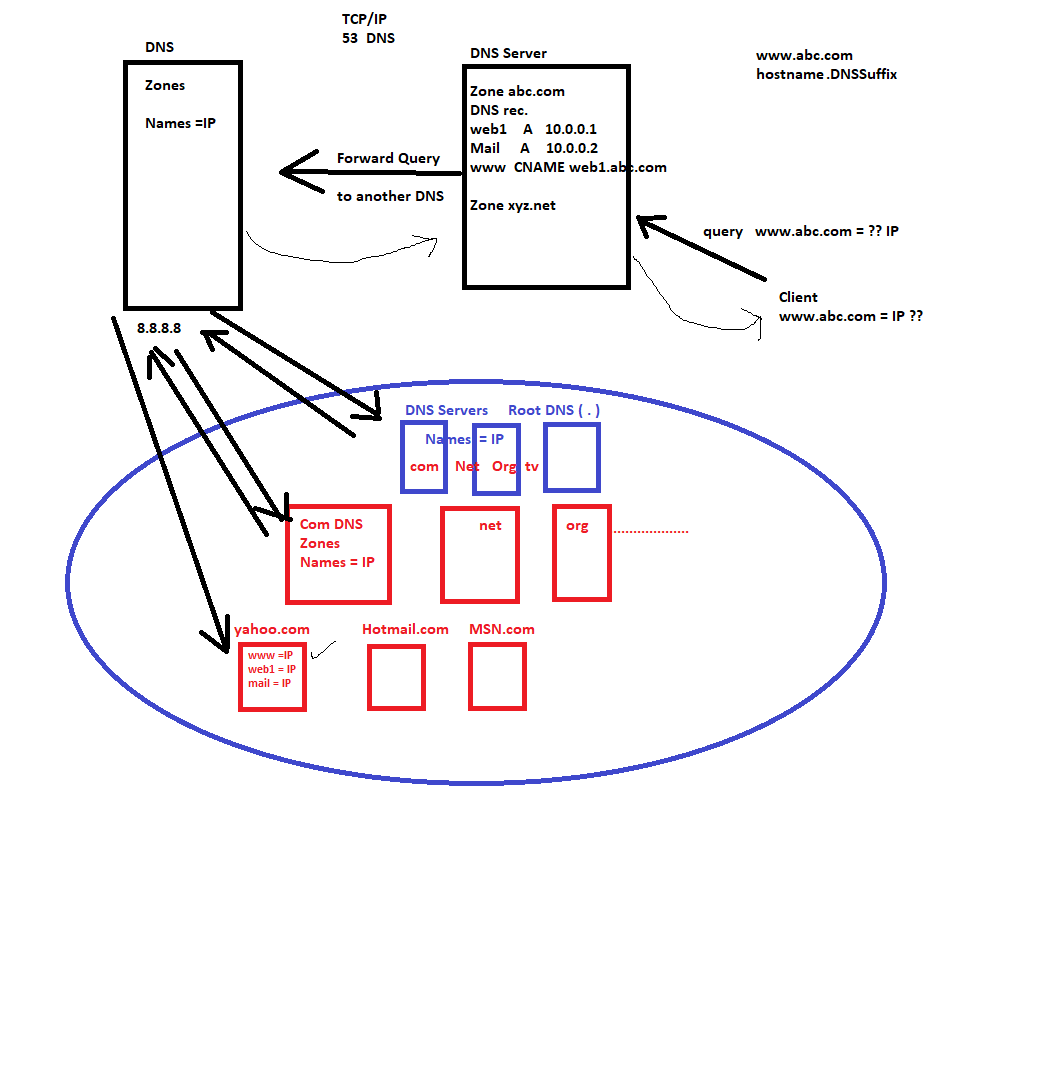 TCP/IP
53 DNS
DNS
Zones
Names =IP
8.8.8.8
Forward Query
to another DNS
DNS Server
Zone abc.com
DNS rec.
web1 A 10.0.0.1
Mail A 10.0.0.2
www CNAME web1.abc.com
Zone xyz.net
www.abc.com
hostname.DNSSuffix
query www.abc.com = ?? IP
Client
www.abc.com = IP ??
DNS Servers Root DNS ( . )
Names = IP
com Net Org tv
Com DNS
Zones
Names = IP
net
org
...................
yahoo.com
www =IP
web1 = IP
mail = IP
Hotmail.com
MSN.com